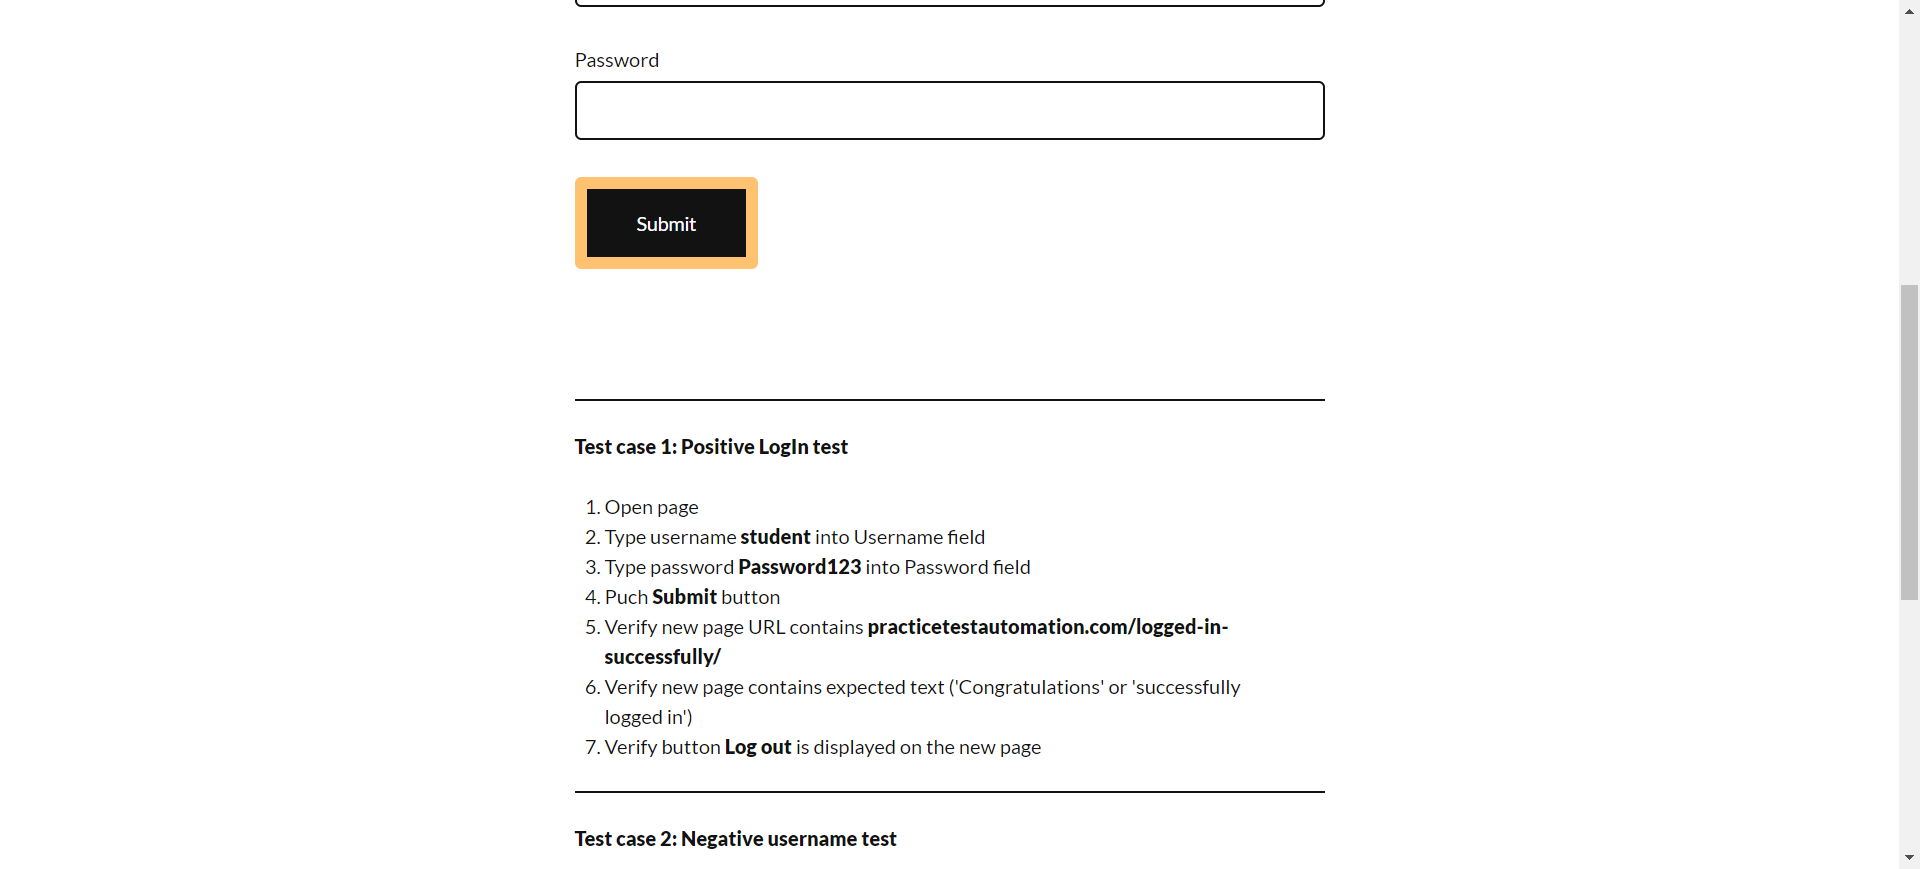 Password
Submit
Test case 1: Positive LogIn test
1. Open page
2. Type username student into Username field
3. Type password Password123 into Password field
4. Puch Submit button
5. Verify new page URL contains practicetestautomation.com/logged-in-
successfully/
6. Verify new page contains expected text ('Congratulations' or 'successfully
logged in')
7. Verify button Log out is displayed on the new page
Test case 2: Negative username test